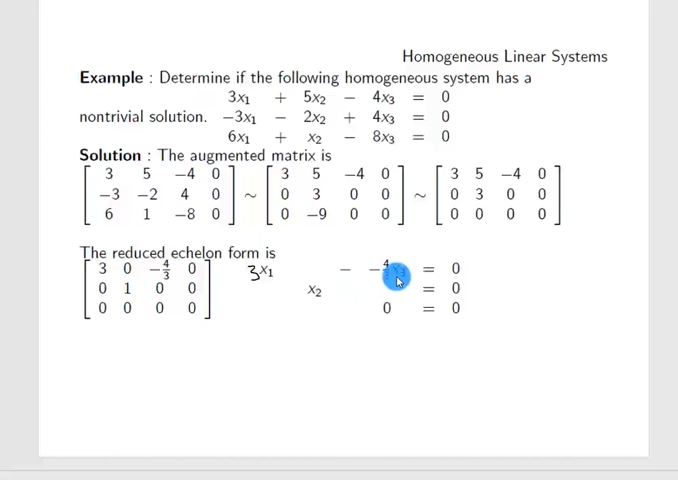 Homogeneous Linear Systems
Example : Determine if the following homogeneous system has a
3x₁ + 5x₂ − 4x₃ = 0
nontrivial solution. −3x₁ − 2x₂ + 4x₃ = 0
6x₁ + x₂ − 8x₃ = 0
Solution : The augmented matrix is
[ 3 5 −4 0 ] [ 3 5 −4 0 ] [ 3 5 −4 0 ]
[ −3 −2 4 0 ] ~ [ 0 3 0 0 ] ~ [ 0 3 0 0 ]
[ 6 1 −8 0 ] [ 0 −9 0 0 ] [ 0 0 0 0 ]
The reduced echelon form is
[ 3 0 −4/3 0 ] 3x₁ − −4/3x₃ = 0
[ 0 1 0 0 ] x₂ = 0
[ 0 0 0 0 ] 0 = 0